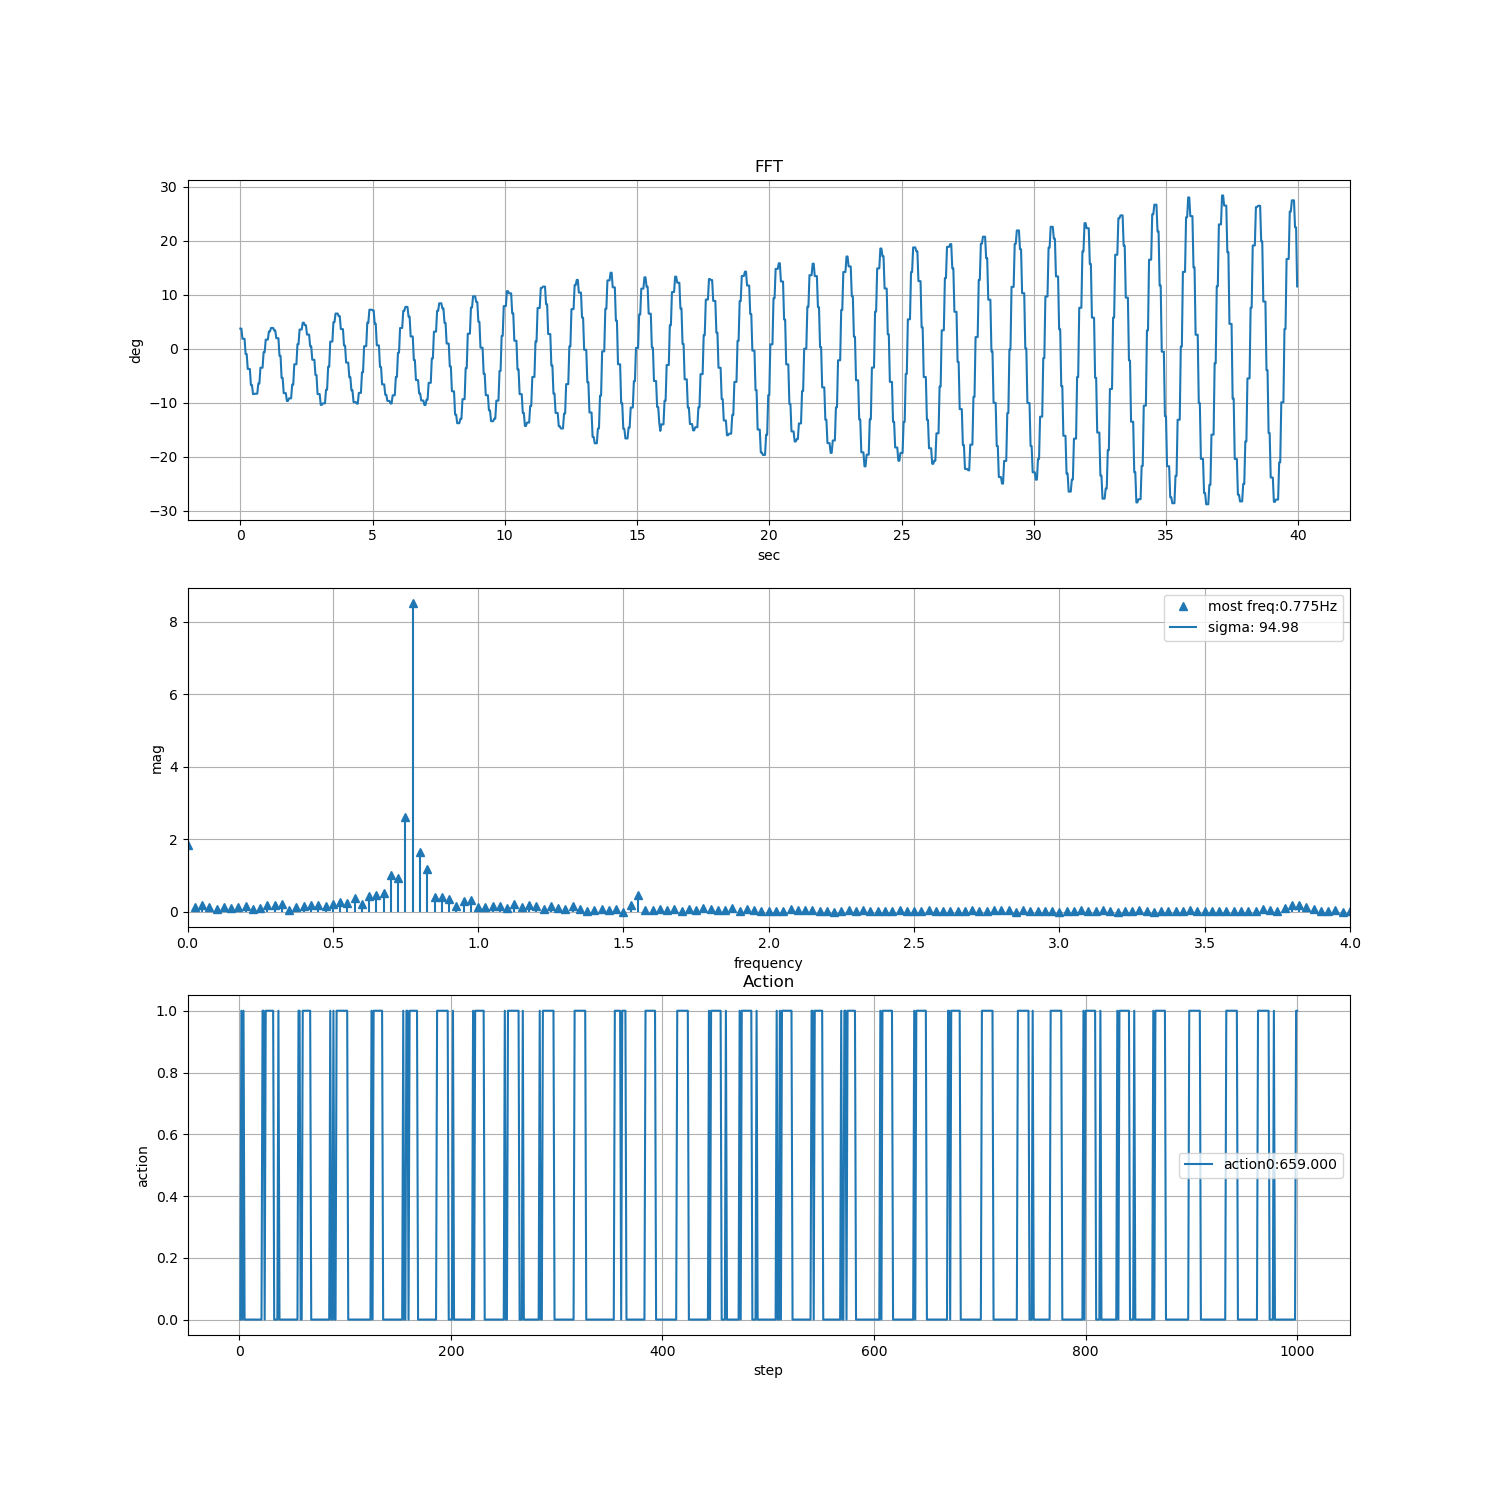 FFT
30
20
10
0
−10
−20
−30
deg
0 5 10 15 20 25 30 35 40
sec
8
6
4
2
0
mag
most freq:0.775Hz
sigma: 94.98
0.0 0.5 1.0 1.5 2.0 2.5 3.0 3.5 4.0
frequency
Action
1.0
0.8
0.6
0.4
0.2
0.0
action
action0:659.000
0 200 400 600 800 1000
step